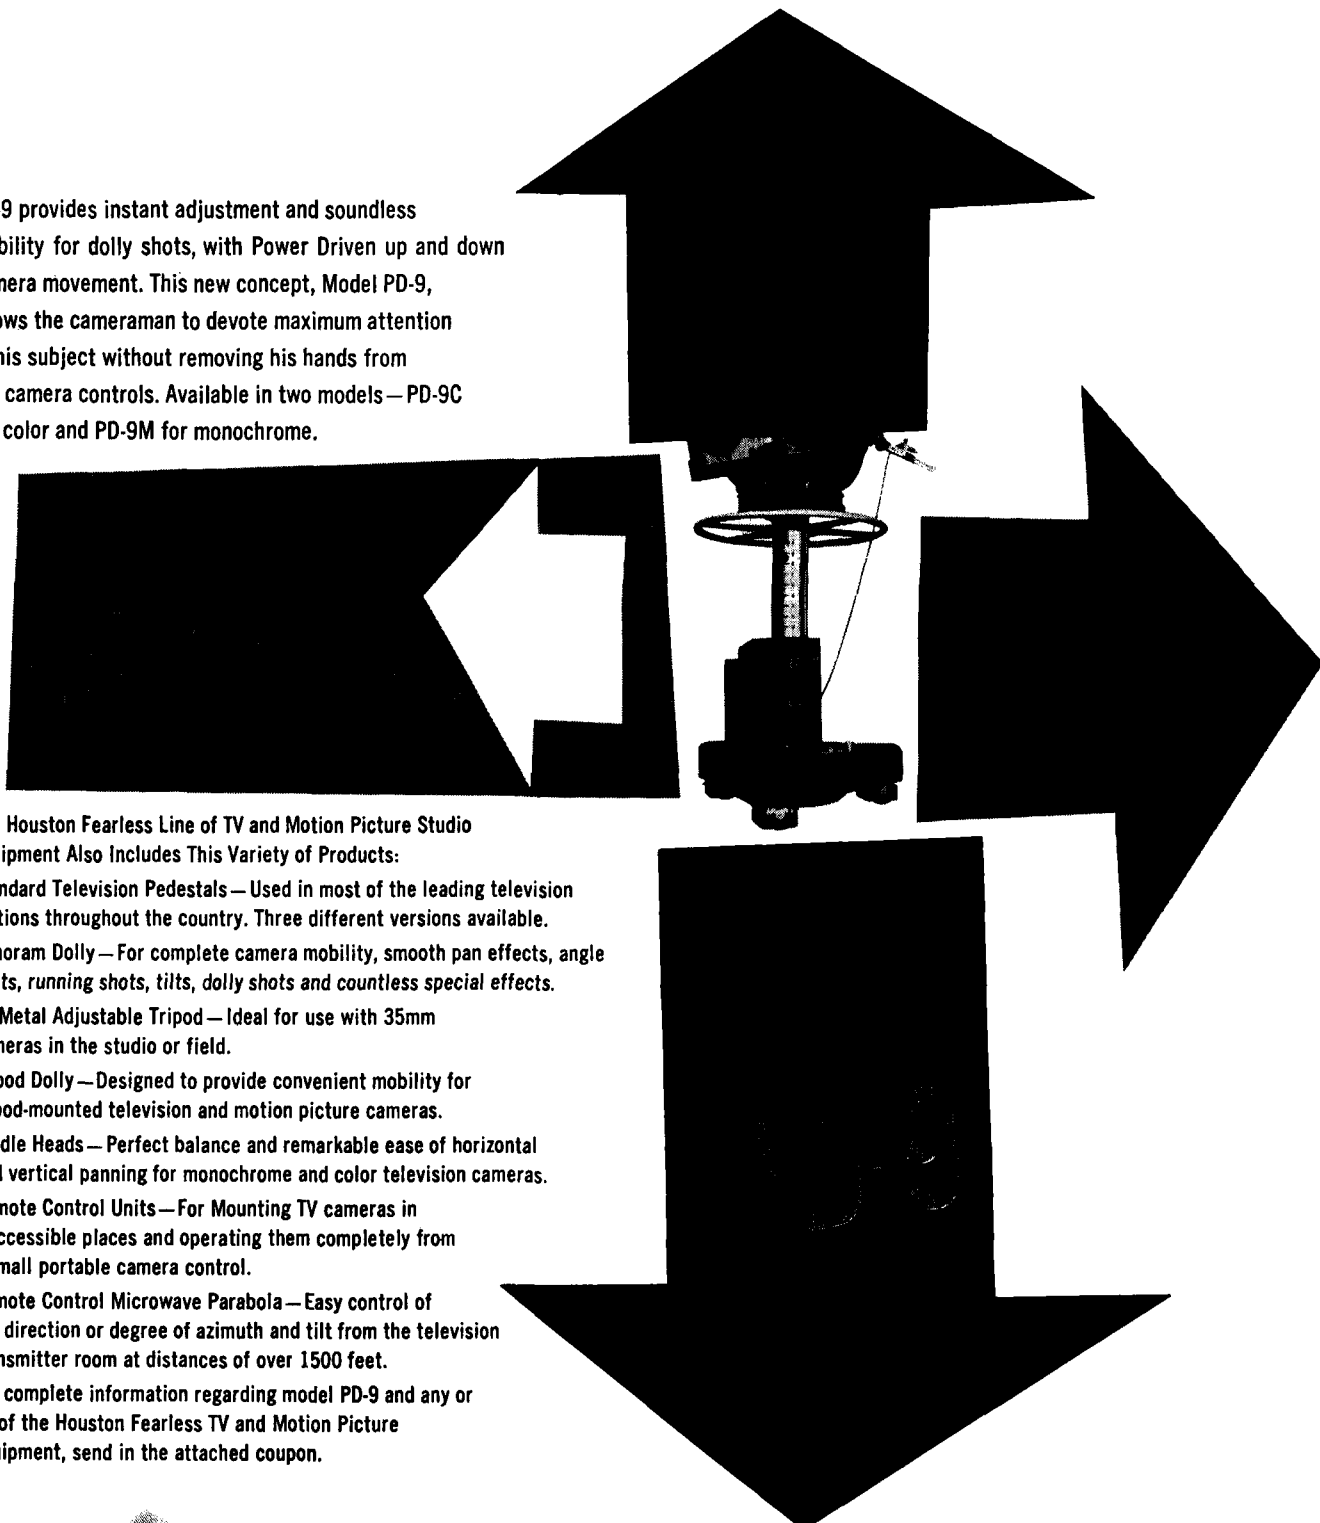 9 provides instant adjustment and soundless
bility for dolly shots, with Power Driven up and down
nera movement. This new concept, Model PD-9,
ows the cameraman to devote maximum attention
his subject without removing his hands from
camera controls. Available in two models — PD-9C
color and PD-9M for monochrome.
Houston Fearless Line of TV and Motion Picture Studio
ipment Also Includes This Variety of Products:
ndard Television Pedestals — Used in most of the leading television
tions throughout the country. Three different versions available.
noram Dolly — For complete camera mobility, smooth pan effects, angle
ts, running shots, tilts, dolly shots and countless special effects.
Metal Adjustable Tripod — Ideal for use with 35mm
neras in the studio or field.
pod Dolly — Designed to provide convenient mobility for
od-mounted television and motion picture cameras.
dle Heads — Perfect balance and remarkable ease of horizontal
l vertical panning for monochrome and color television cameras.
note Control Units — For Mounting TV cameras in
ccessible places and operating them completely from
mall portable camera control.
note Control Microwave Parabola — Easy control of
direction or degree of azimuth and tilt from the television
nsmitter room at distances of over 1500 feet.
complete information regarding model PD-9 and any or
of the Houston Fearless TV and Motion Picture
uipment, send in the attached coupon.